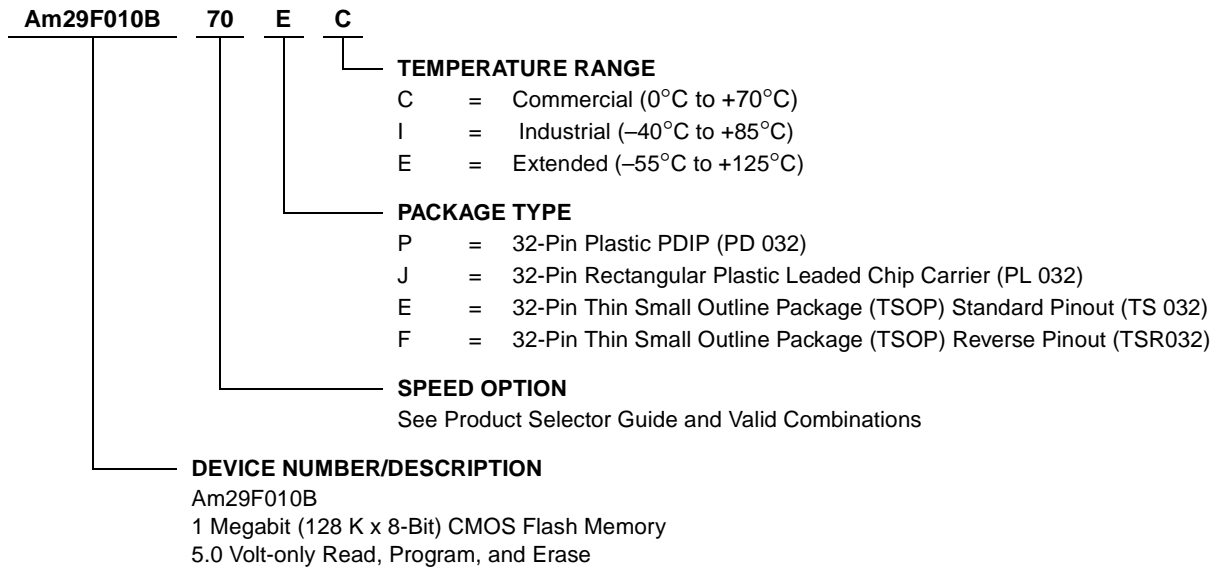 Am29F010B 70 E C
TEMPERATURE RANGE
C = Commercial (0°C to +70°C)
I = Industrial (–40°C to +85°C)
E = Extended (–55°C to +125°C)
PACKAGE TYPE
P = 32-Pin Plastic PDIP (PD 032)
J = 32-Pin Rectangular Plastic Leaded Chip Carrier (PL 032)
E = 32-Pin Thin Small Outline Package (TSOP) Standard Pinout (TS 032)
F = 32-Pin Thin Small Outline Package (TSOP) Reverse Pinout (TSR032)
SPEED OPTION
See Product Selector Guide and Valid Combinations
DEVICE NUMBER/DESCRIPTION
Am29F010B
1 Megabit (128 K x 8-Bit) CMOS Flash Memory
5.0 Volt-only Read, Program, and Erase